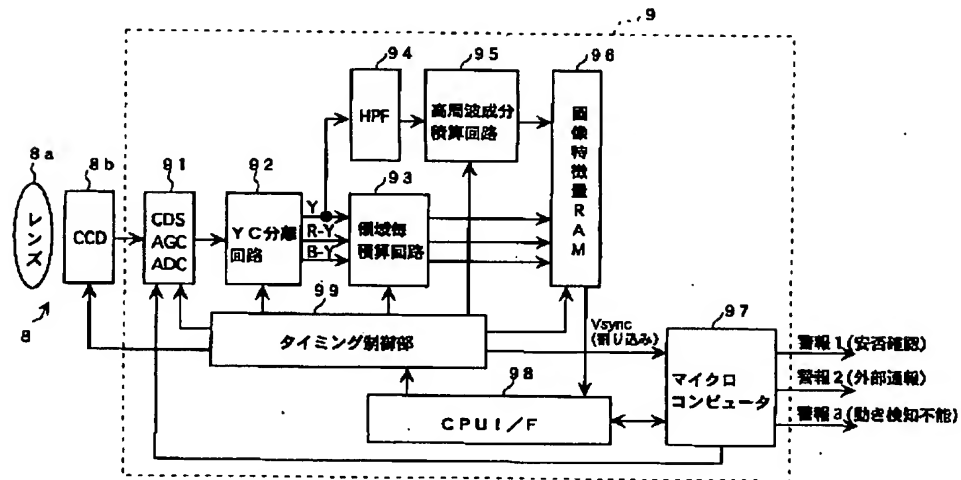 9
94
95
96
HPF
高周波成分
積算回路
画像特徴量RAM
8a
8b
91
92
93
レンズ
CCD
CDS
AGC
ADC
YC分離
回路
Y
R-Y
B-Y
領域毎
積算回路
8
99
タイミング制御部
Vsync
(割り込み)
97
マイクロ
コンピュータ
警報1(安否確認)
警報2(外部通報)
警報3(動き検知不能)
98
CPUI/F